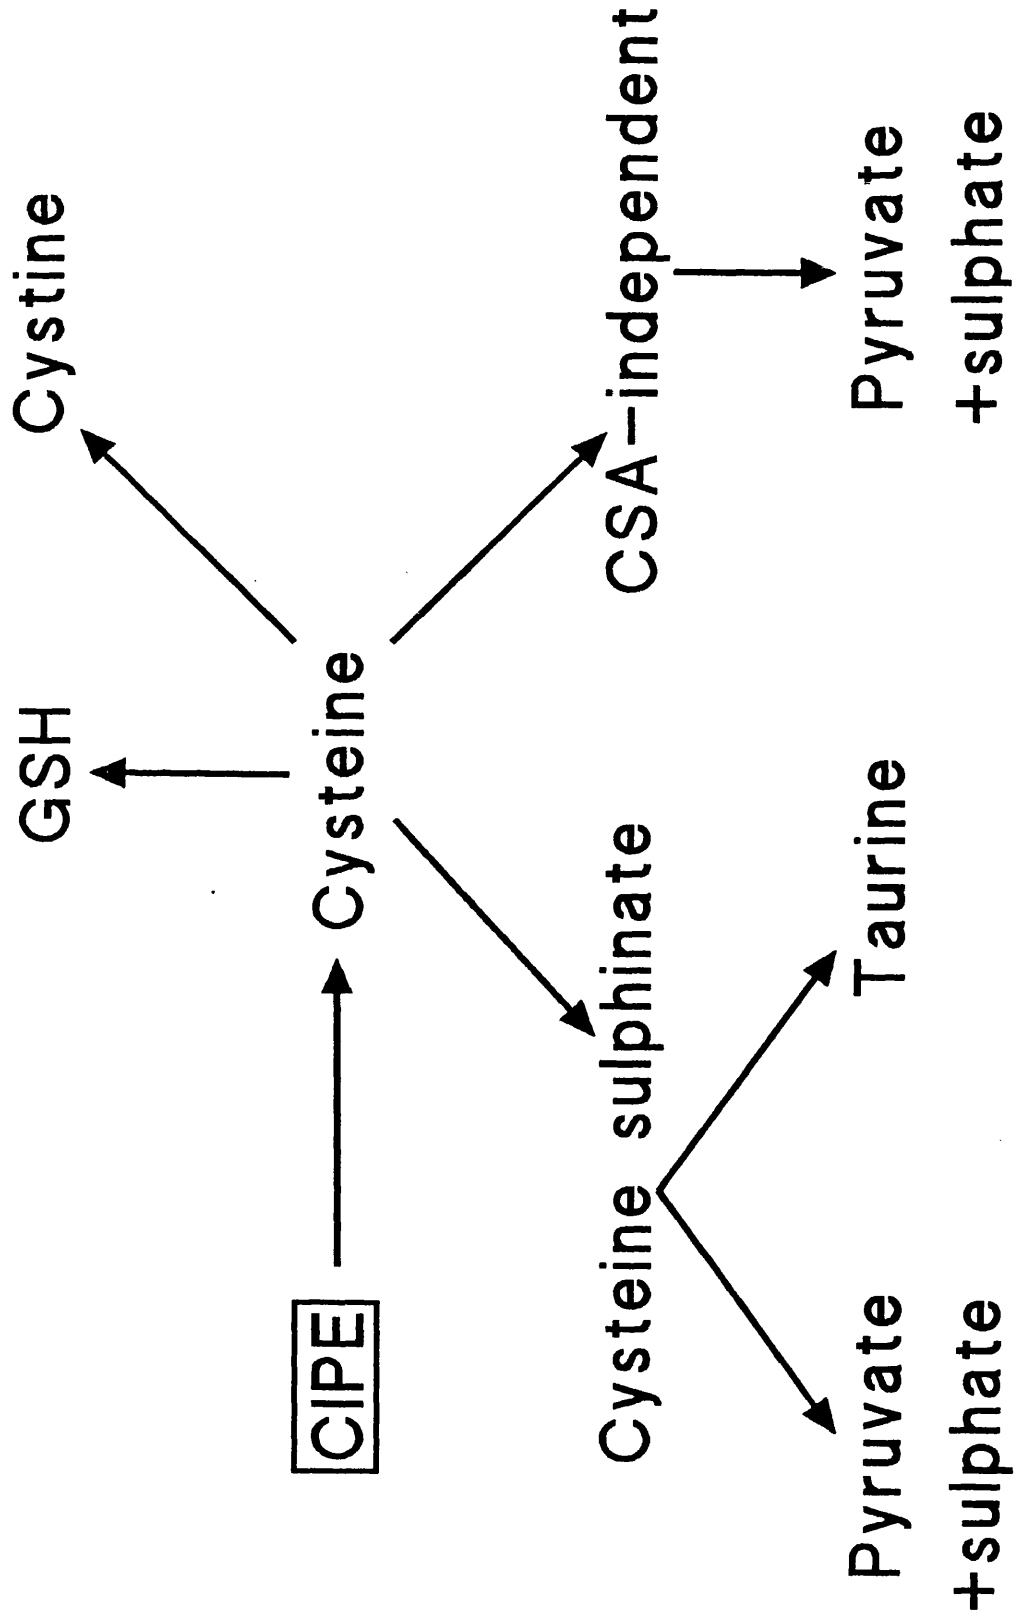 GSH
Cystine
CIPE
Cysteine
Cysteine sulphinate
CSA-independent
Pyruvate
+sulphate
Taurine
Pyruvate
+sulphate